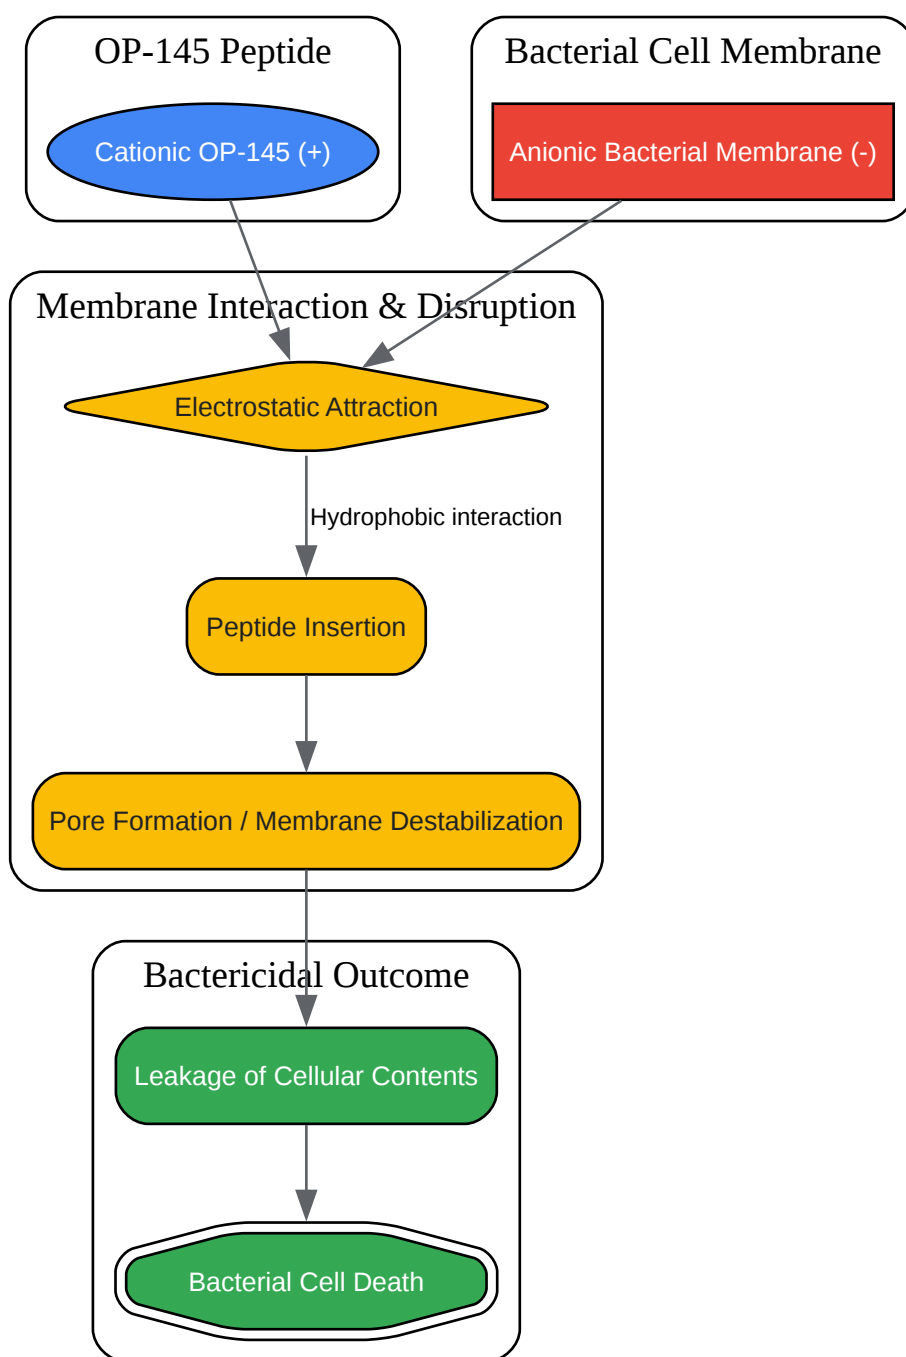 OP-145 Peptide
Bacterial Cell Membrane
Cationic OP-145 (+)
Anionic Bacterial Membrane (-)
Membrane Interaction & Disruption
Electrostatic Attraction
Hydrophobic interaction
Peptide Insertion
Pore Formation / Membrane Destabilization
Bactericidal Outcome
Leakage of Cellular Contents
Bacterial Cell Death